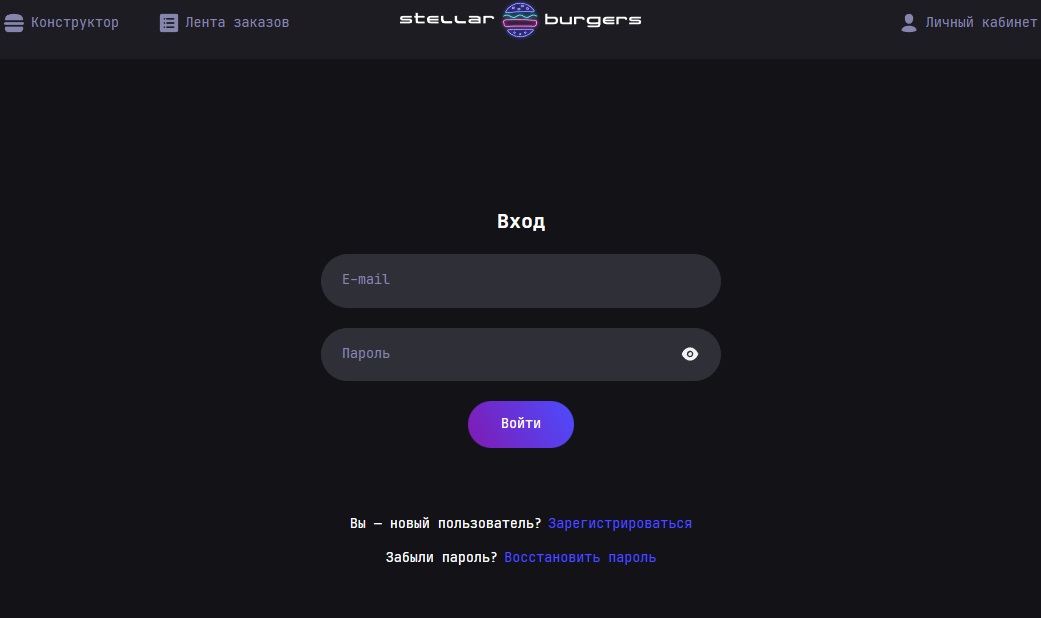 Конструктор
Лента заказов
stellar burgers
Личный кабинет
Вход
E-mail
Пароль
Войти
Вы — новый пользователь? Зарегистрироваться
Забыли пароль? Восстановить пароль